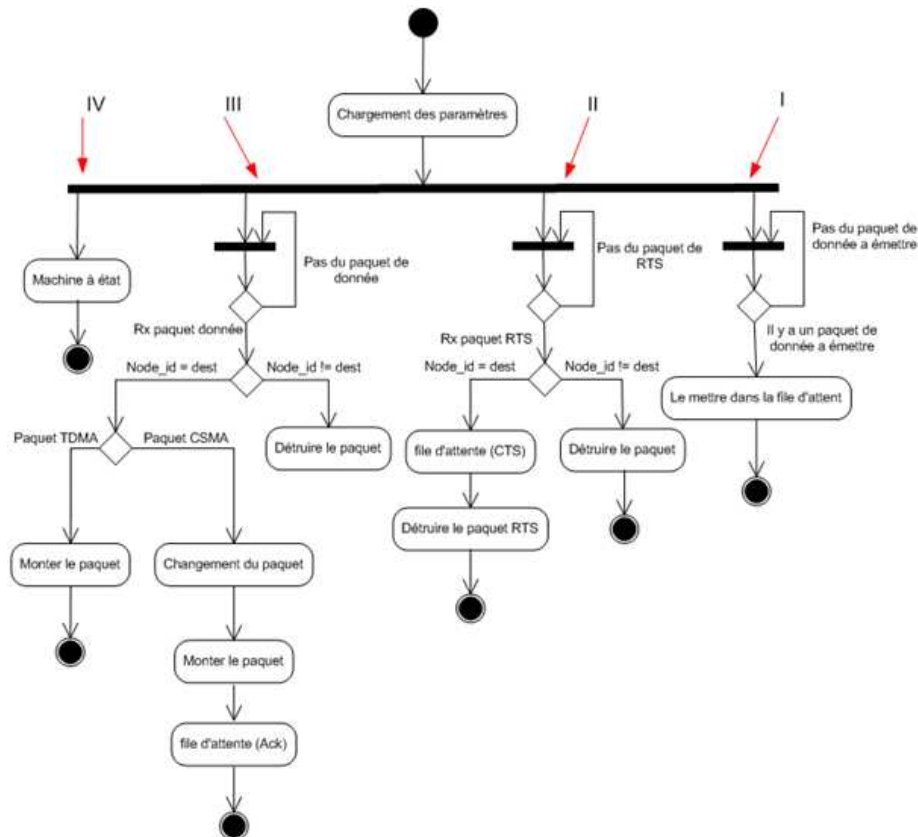 IV
III
II
I
Chargement des paramètres
Pas du paquet de
donnée a émettre
Pas du paquet de
RTS
Pas du paquet de
donnée
Machine à état
Rx paquet donnée
Rx paquet RTS
Il y a un paquet de
donnée a émettre
Node_id = dest
Node_id != dest
Node_id = dest
Node_id != dest
Le mettre dans la file d'attent
Paquet TDMA
Paquet CSMA
Détruire le paquet
file d'attente (CTS)
Détruire le paquet
Détruire le paquet RTS
Monter le paquet
Changement du paquet
Monter le paquet
file d'attente (Ack)